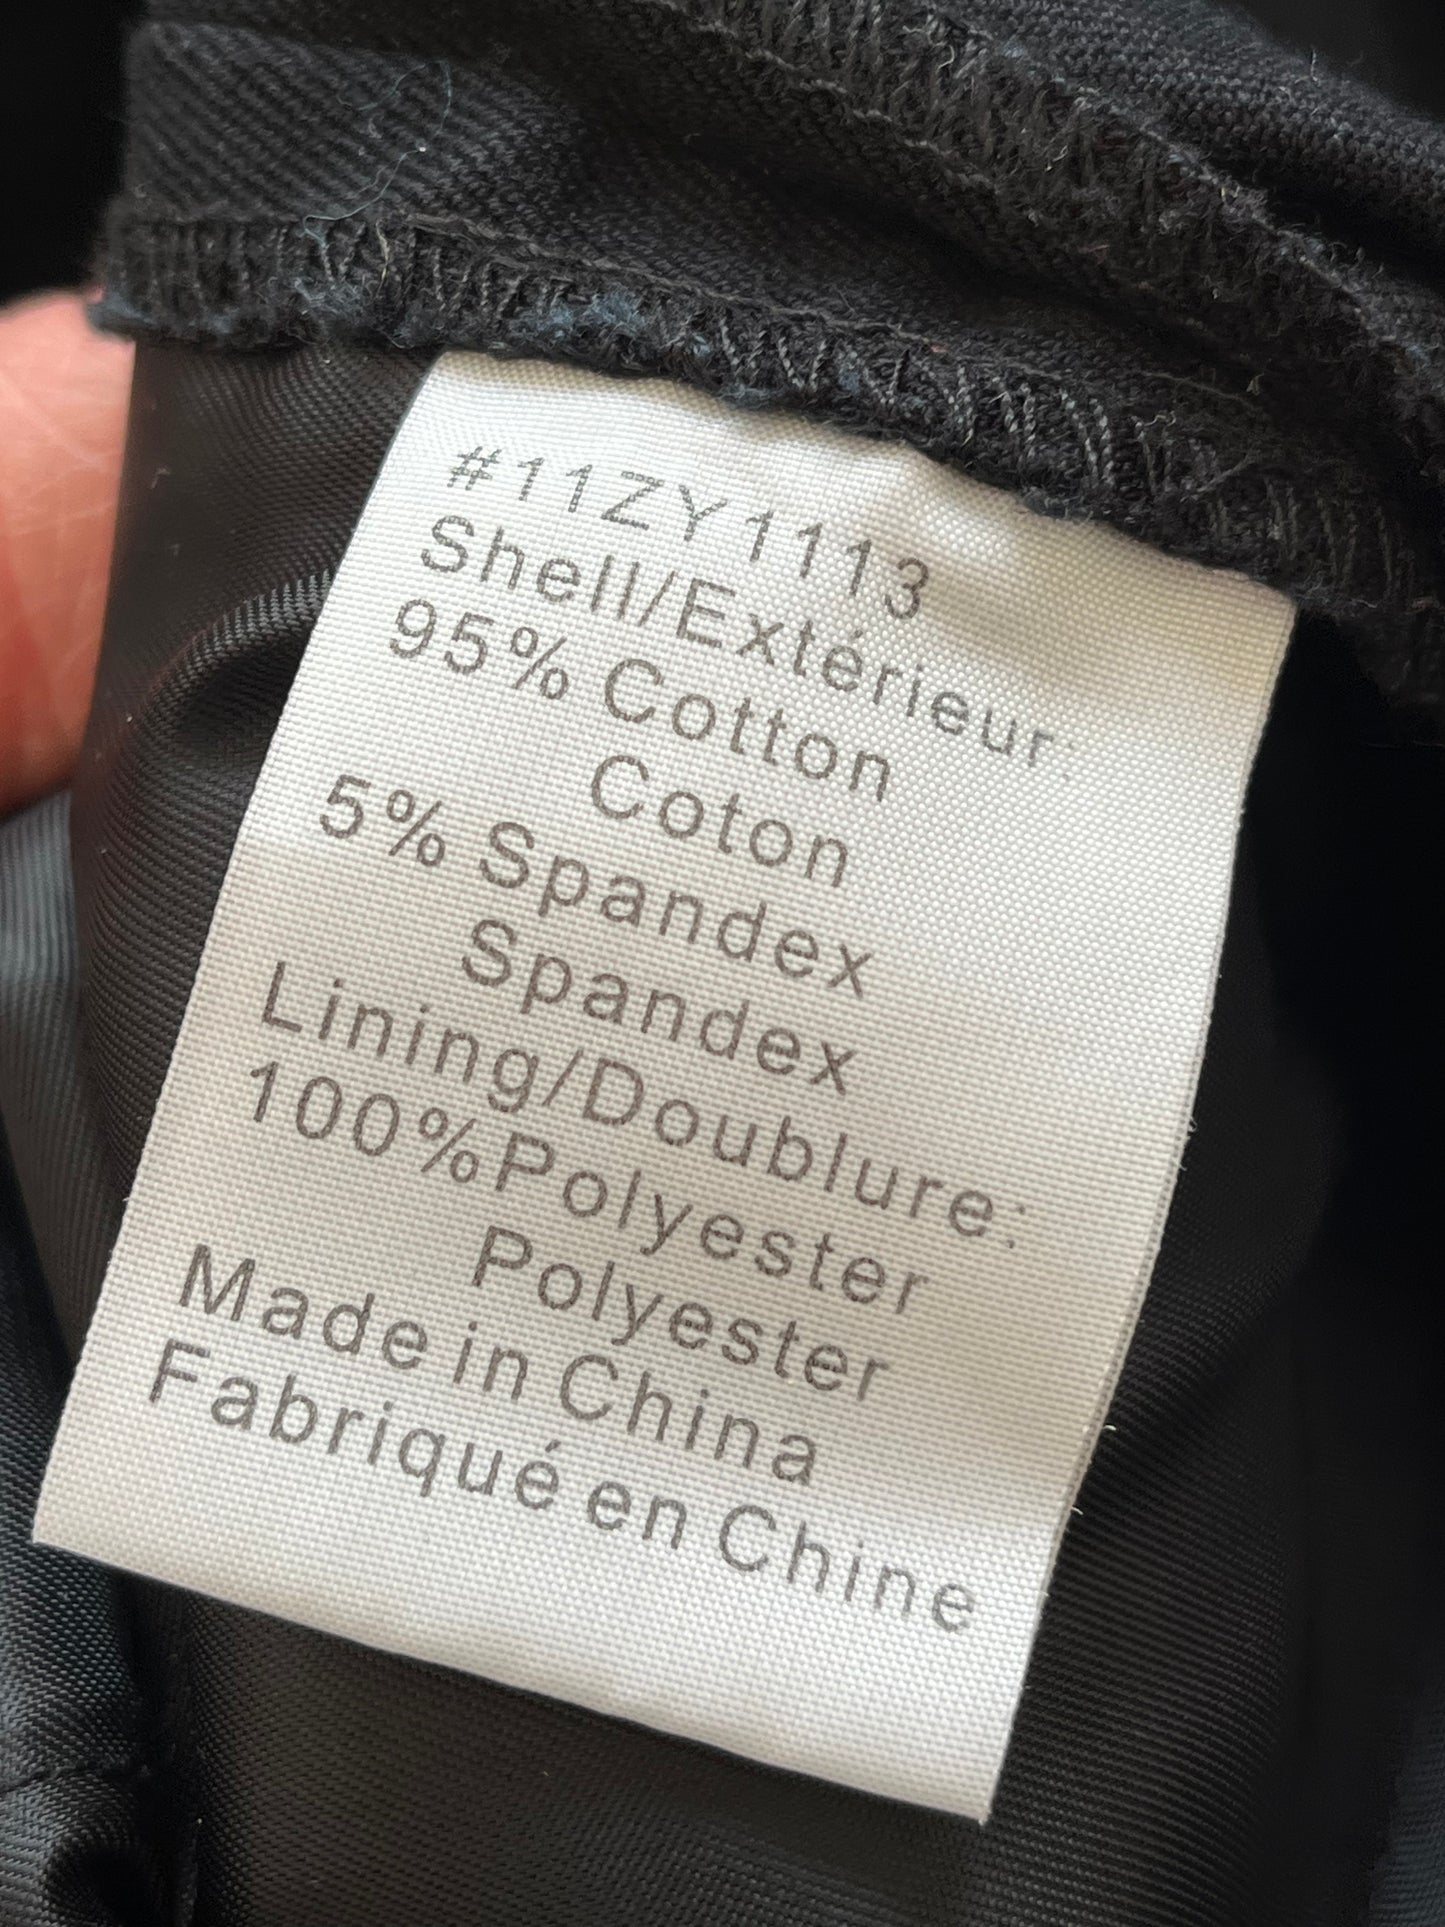 #11ZY1113
Shell/Extérieur:
95% Cotton
Coton
5% Spandex
Spandex
Lining/Doublure:
100%Polyester
Polyester
Made in China
Fabriqué en Chine